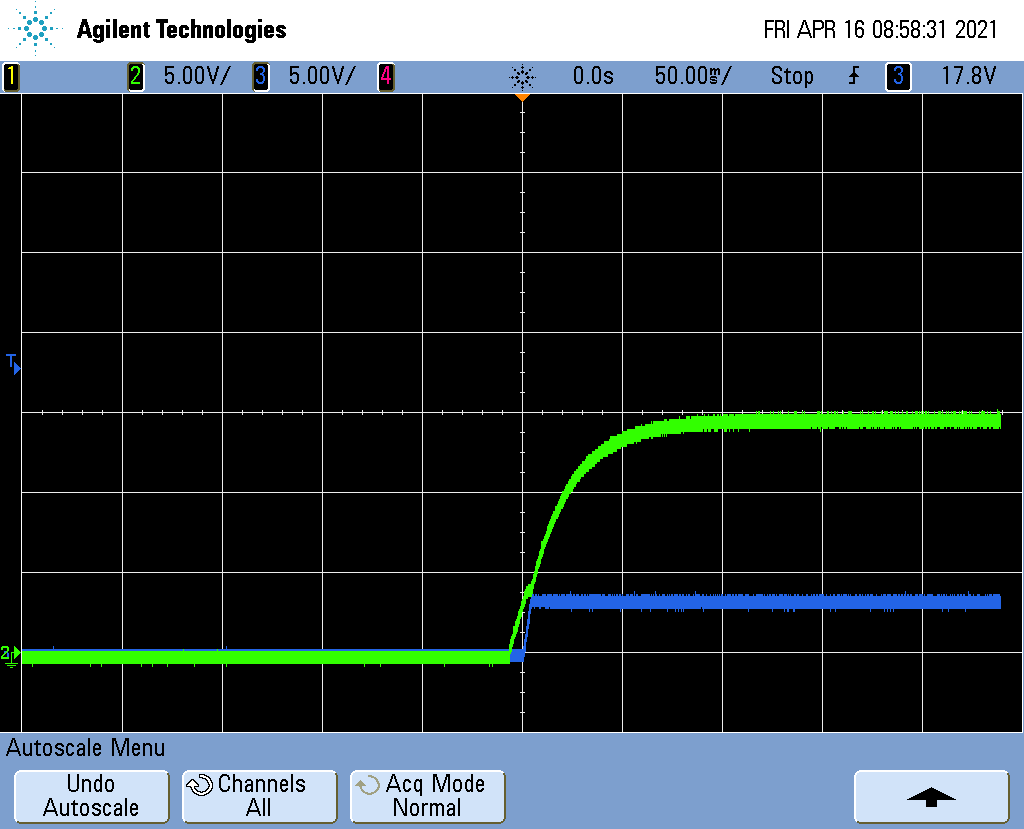 Agilent Technologies
FRI APR 16 08:58:31 2021
1 2 5.00V/ 3 5.00V/ 4 0.0s 50.00ms/ Stop 3 17.8V
T
2
Autoscale Menu
Undo Autoscale
Channels All
Acq Mode Normal